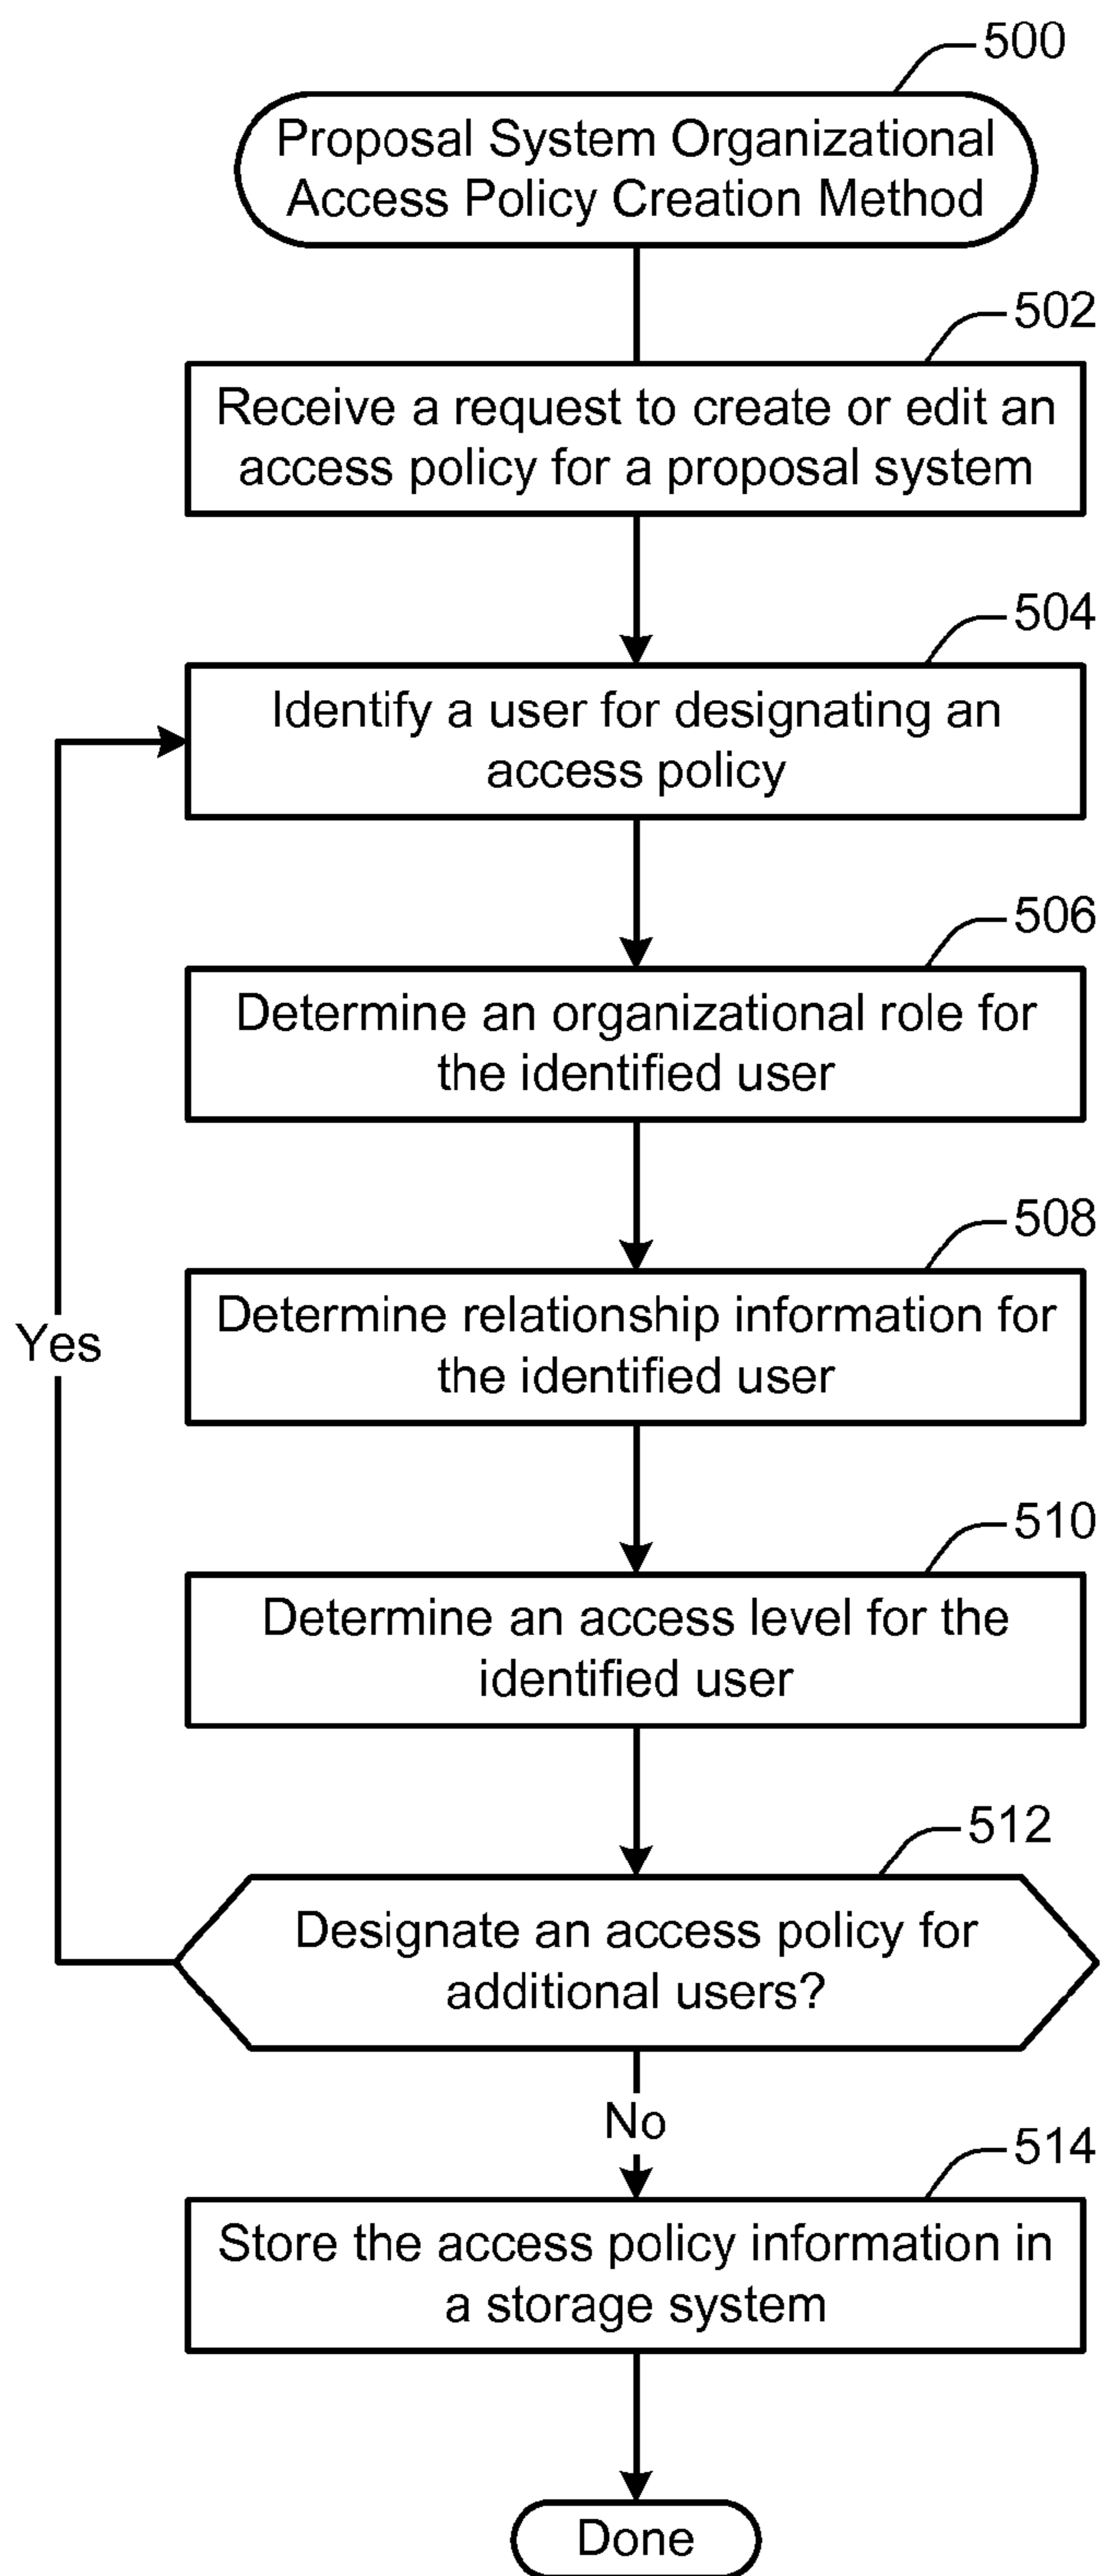 500
Proposal System Organizational
Access Policy Creation Method
502
Receive a request to create or edit an
access policy for a proposal system
504
Identify a user for designating an
access policy
506
Determine an organizational role for
the identified user
508
Determine relationship information for
the identified user
Yes
510
Determine an access level for the
identified user
512
Designate an access policy for
additional users?
No
514
Store the access policy information in
a storage system
Done